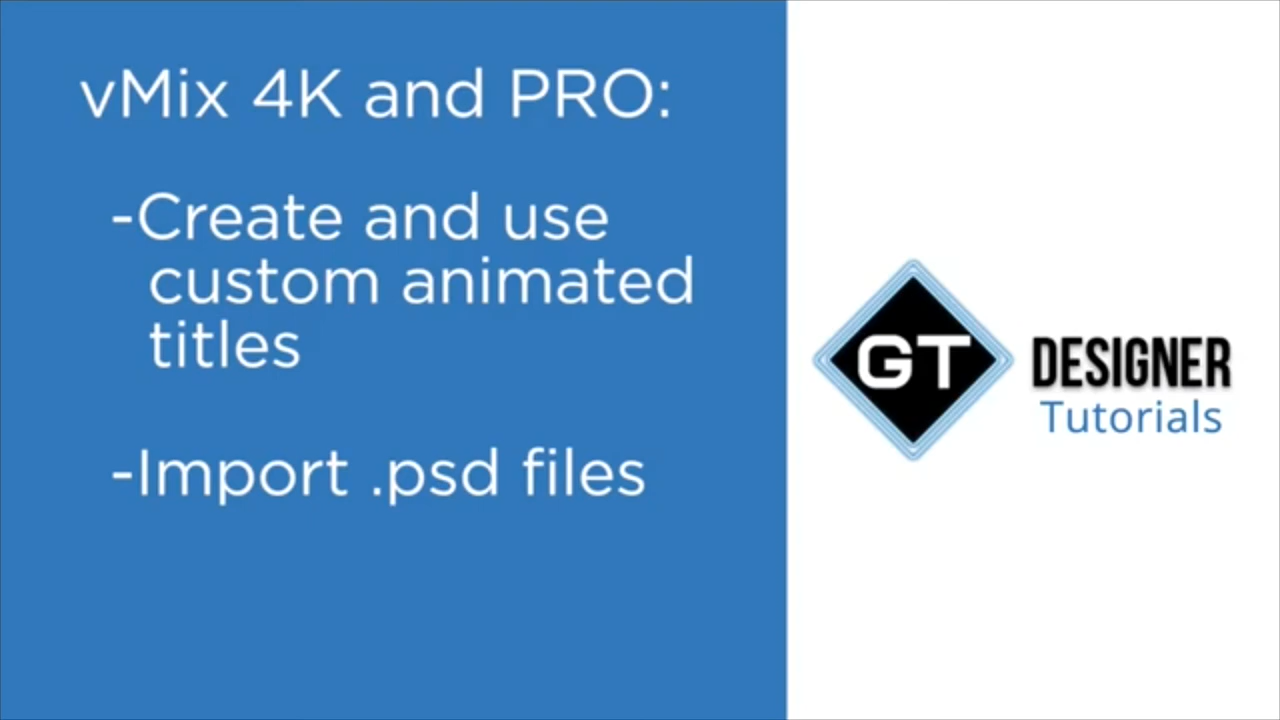 vMix 4K and PRO:
-Create and use
custom animated
titles
-Import .psd files
GT
DESIGNER
Tutorials